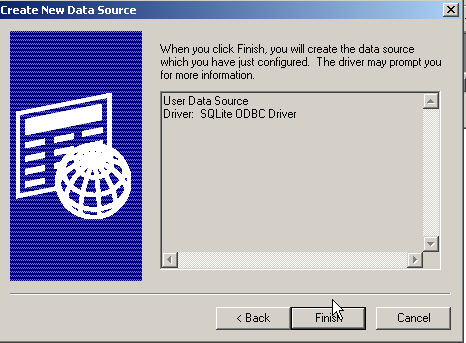 Create New Data Source
When you click Finish, you will create the data source
which you have just configured. The driver may prompt you
for more information.
User Data Source
Driver: SQLite ODBC Driver
< Back
Finish
Cancel